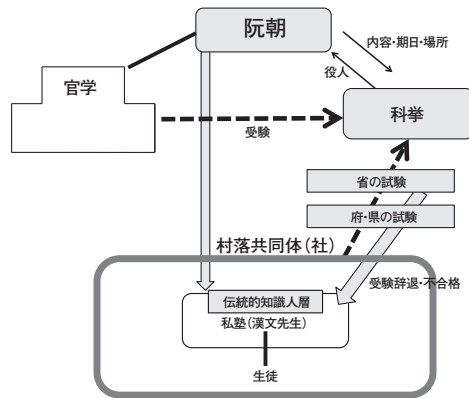 阮朝
内容・期日・場所
役人
官学
科挙
受験
省の試験
府・県の試験
村落共同体(社)
受験辞退・不合格
伝統的知識人層
私塾(漢文先生)
生徒